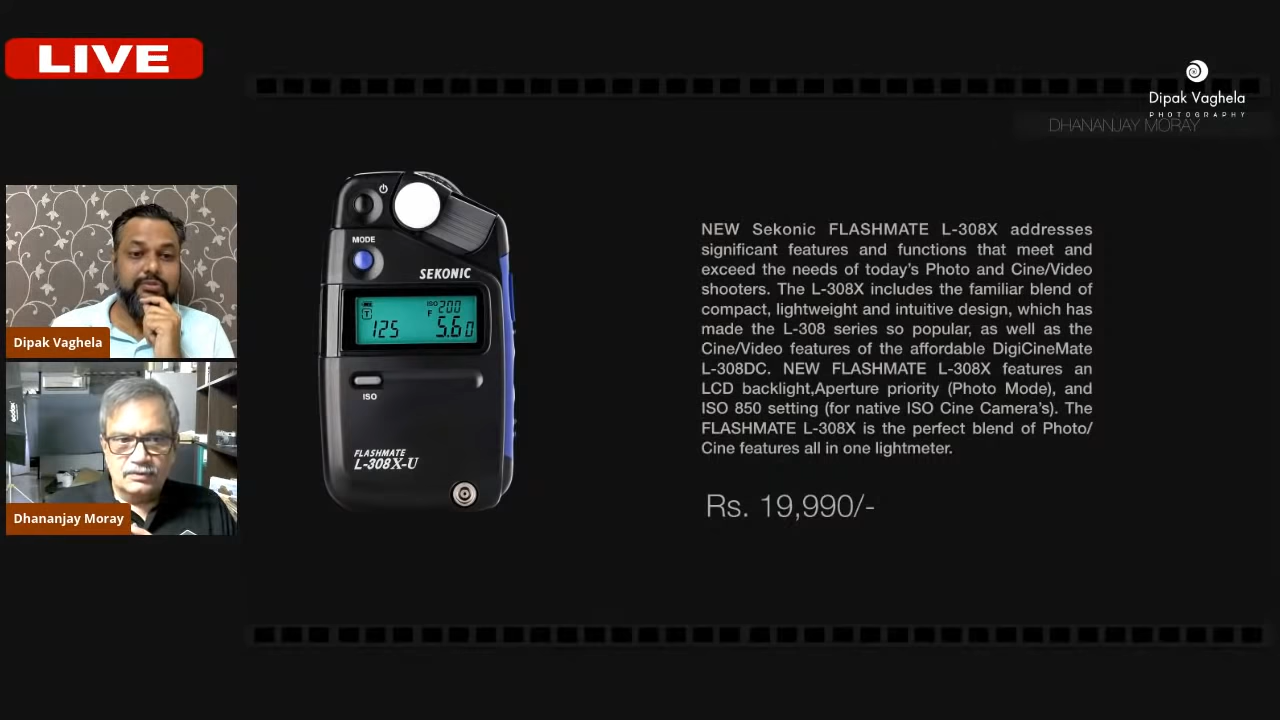 LIVE
Dipak Vaghela
PHOTOGRAPHY
DHANANJAY MORAY
MODE
SEKONIC
ISO 200
T
F
125
5.60
ISO
FLASHMATE
L-308X-U
NEW Sekonic FLASHMATE L-308X addresses
significant features and functions that meet and
exceed the needs of today's Photo and Cine/Video
shooters. The L-308X includes the familiar blend of
compact, lightweight and intuitive design, which has
made the L-308 series so popular, as well as the
Cine/Video features of the affordable DigiCineMate
L-308DC. NEW FLASHMATE L-308X features an
LCD backlight,Aperture priority (Photo Mode), and
ISO 850 setting (for native ISO Cine Camera's). The
FLASHMATE L-308X is the perfect blend of Photo/
Cine features all in one lightmeter.
Rs. 19,990/-
Dipak Vaghela
Godox
Dhananjay Moray